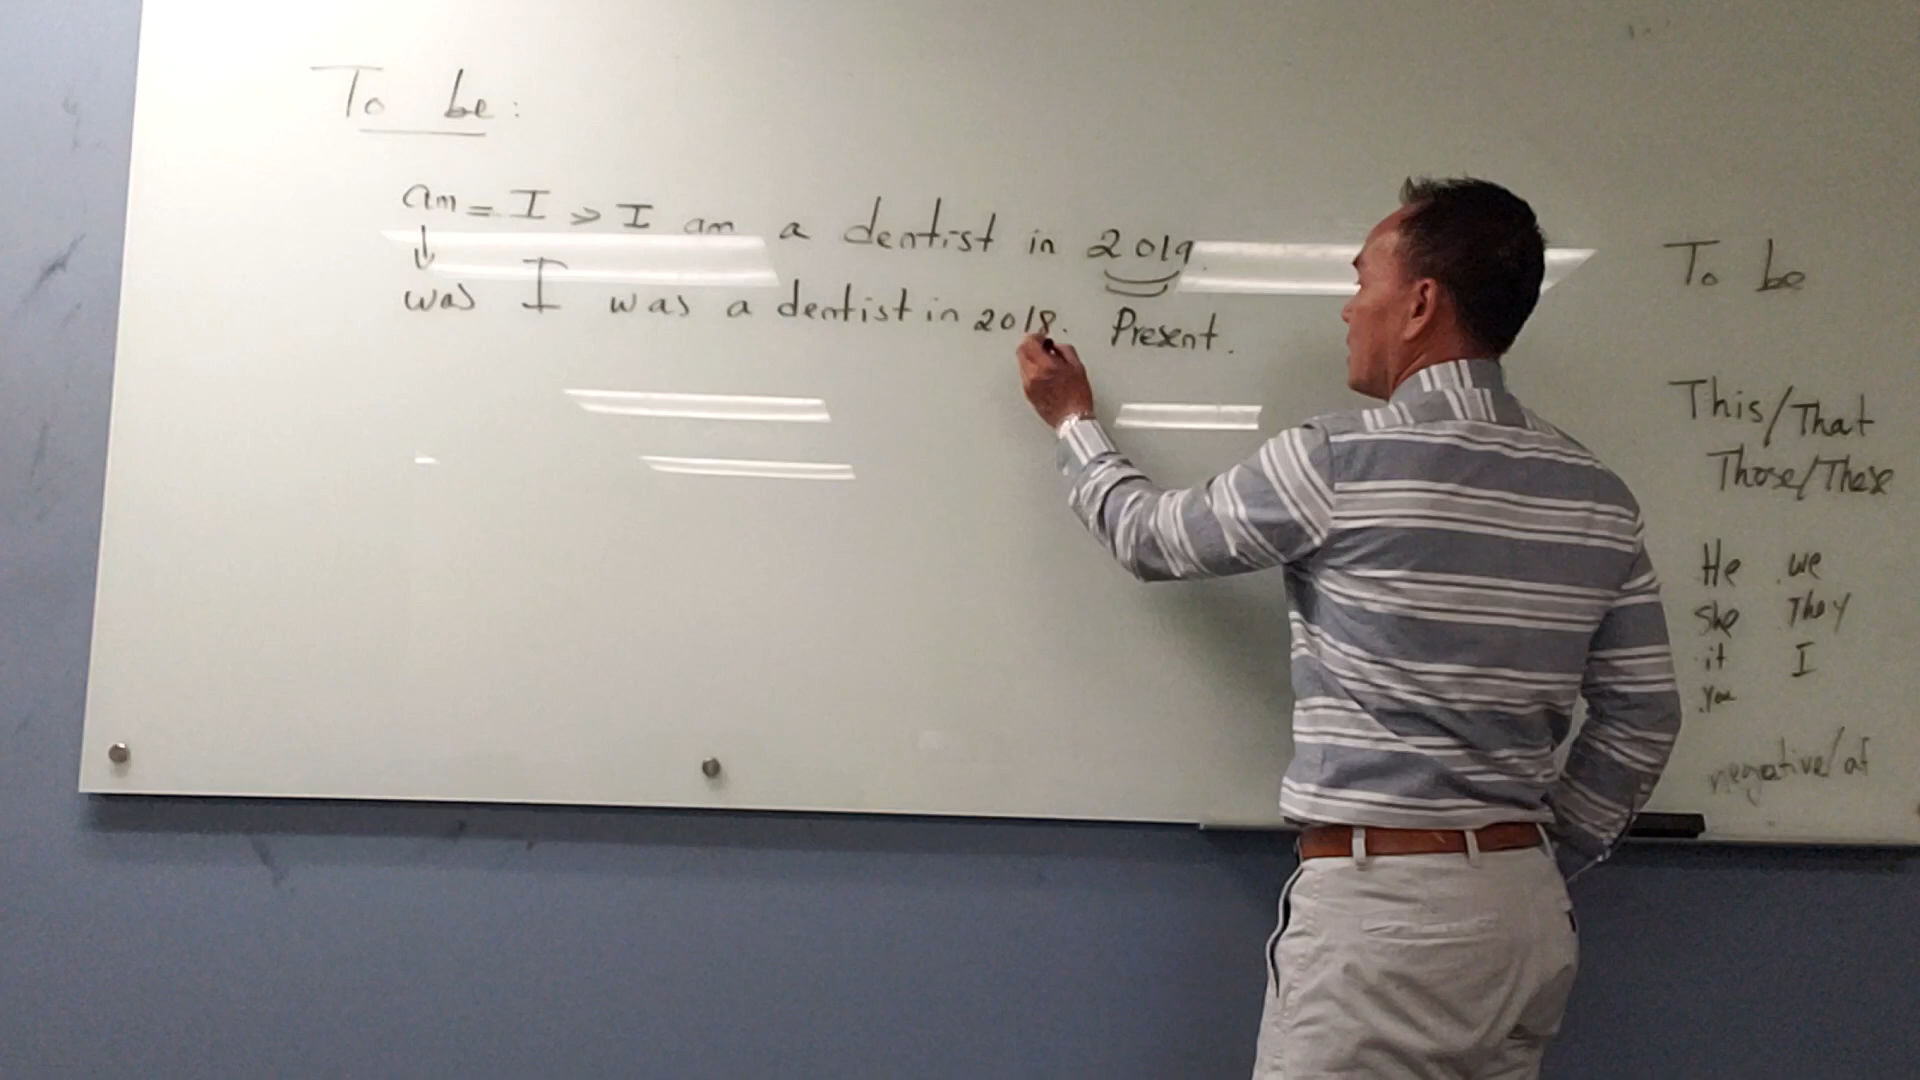 To be:
am = I > I am a dentist in 2019.
↓
was I was a dentist in 2018. Present.
To be
This/That
Those/These
He we
She They
it I
you
negative/af